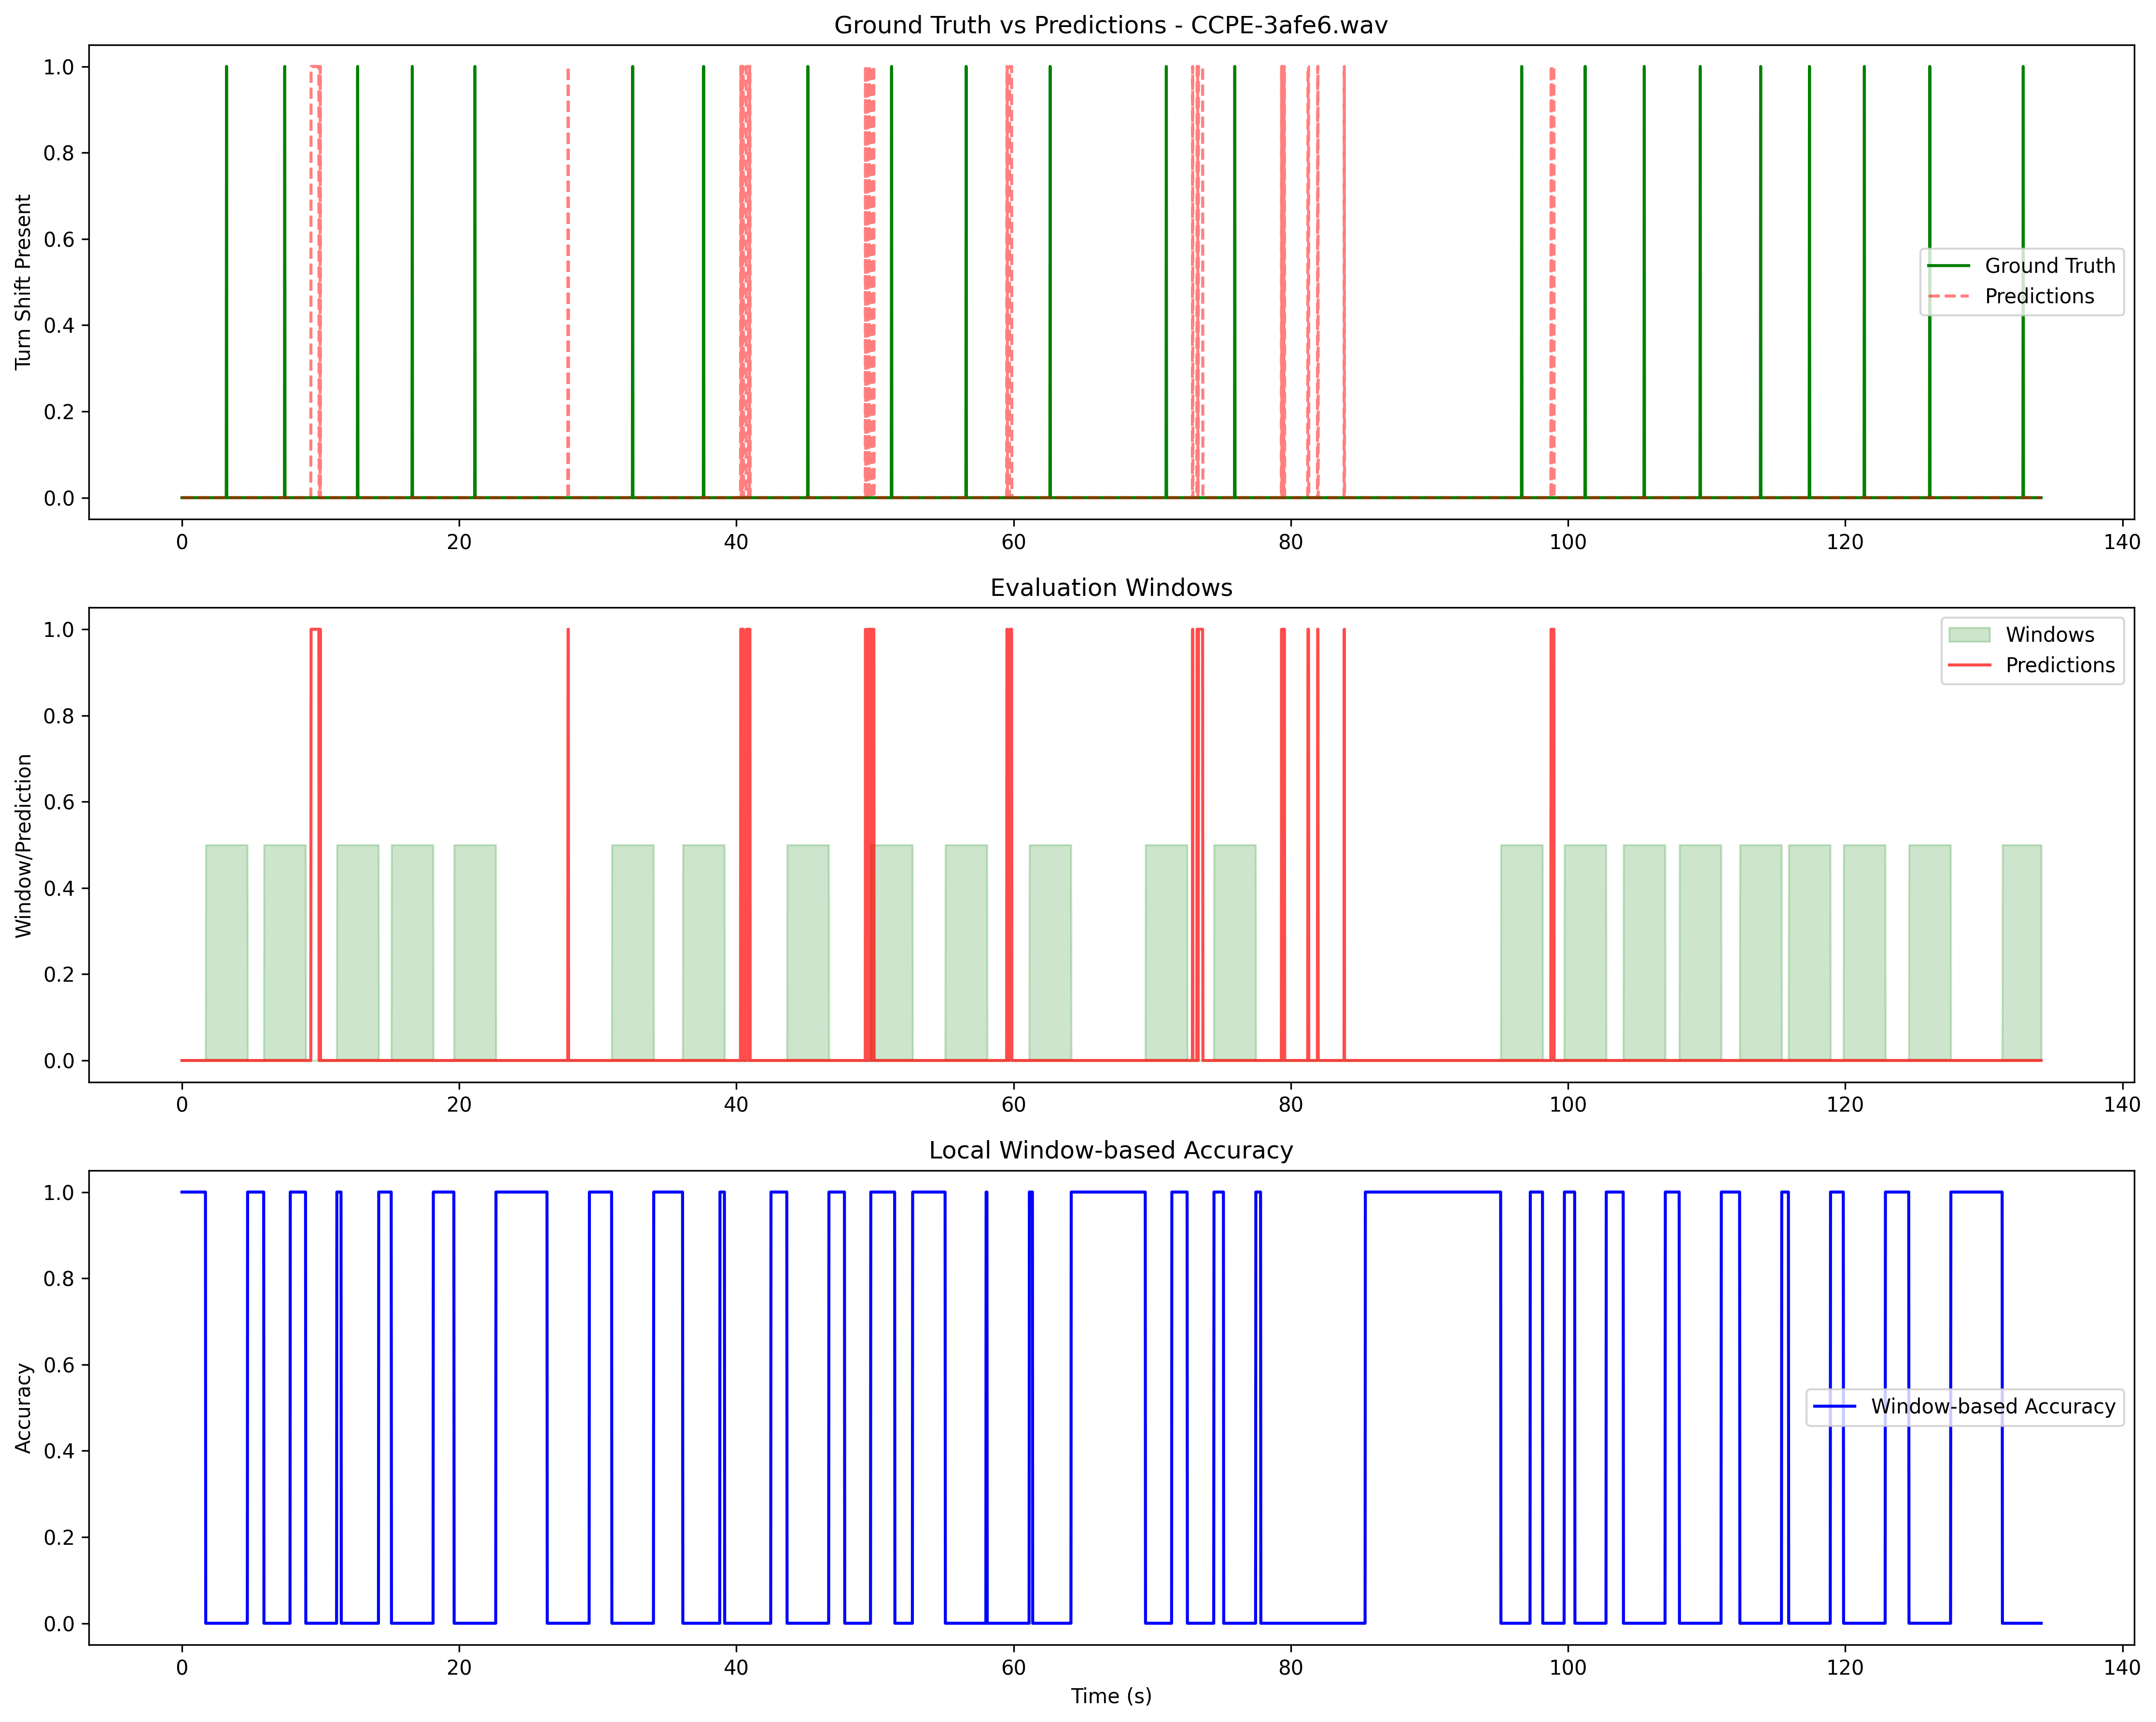 Ground Truth vs Predictions - CCPE-3afe6.wav
Turn Shift Present
1.0
0.8
0.6
0.4
0.2
0.0
Ground Truth
Predictions
0 20 40 60 80 100 120 140
Evaluation Windows
Window/Prediction
1.0
0.8
0.6
0.4
0.2
0.0
Windows
Predictions
0 20 40 60 80 100 120 140
Local Window-based Accuracy
Accuracy
1.0
0.8
0.6
0.4
0.2
0.0
Window-based Accuracy
0 20 40 60 80 100 120 140
Time (s)